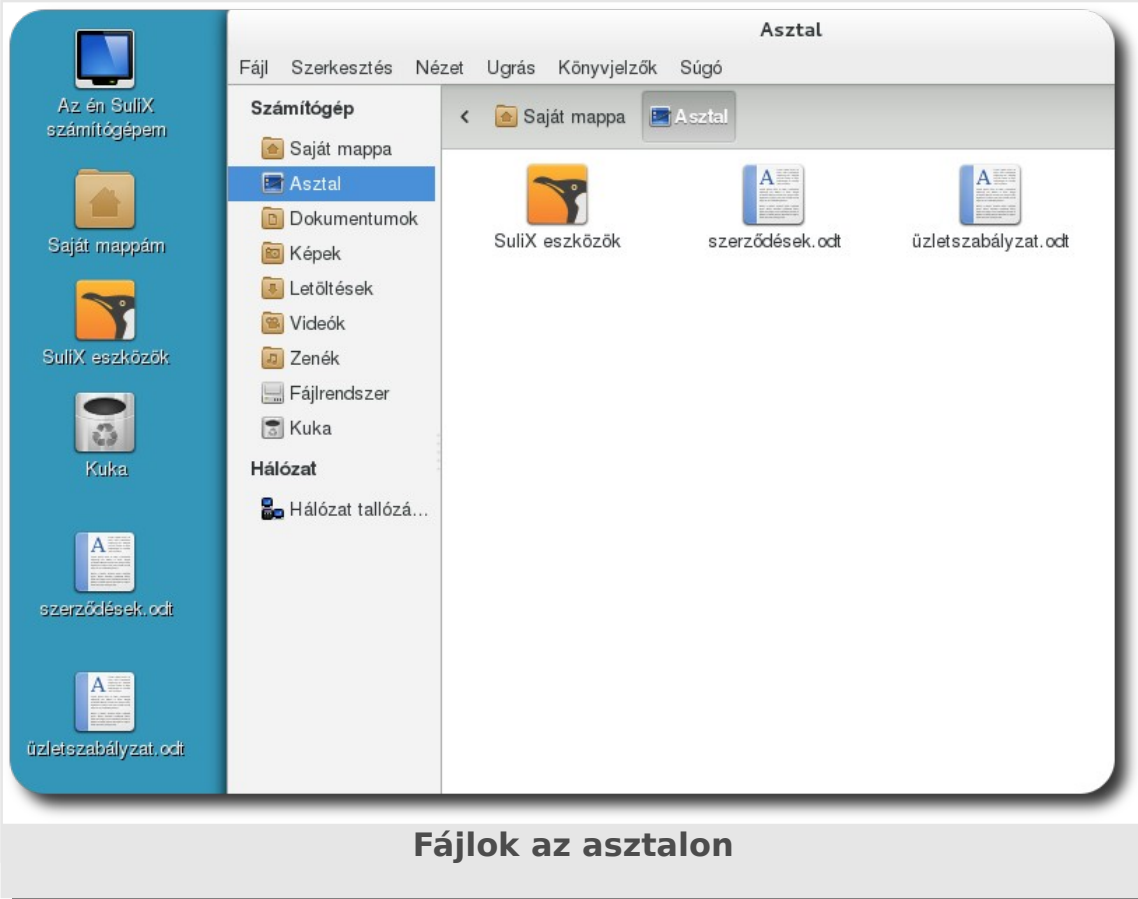 Az én SuliX
számítógépem
Saját mappám
SuliX eszközök
Kuka
szerződések.odt
üzletszabályzat.odt
Asztal
Fájl Szerkesztés Nézet Ugrás Könyvjelzők Súgó
Számítógép
Saját mappa
Asztal
Dokumentumok
Képek
Letöltések
Videók
Zenék
Fájlrendszer
Kuka
Hálózat
Hálózat tallózá...
Saját mappa Asztal
SuliX eszközök szerződések.odt üzletszabályzat.odt
Fájlok az asztalon